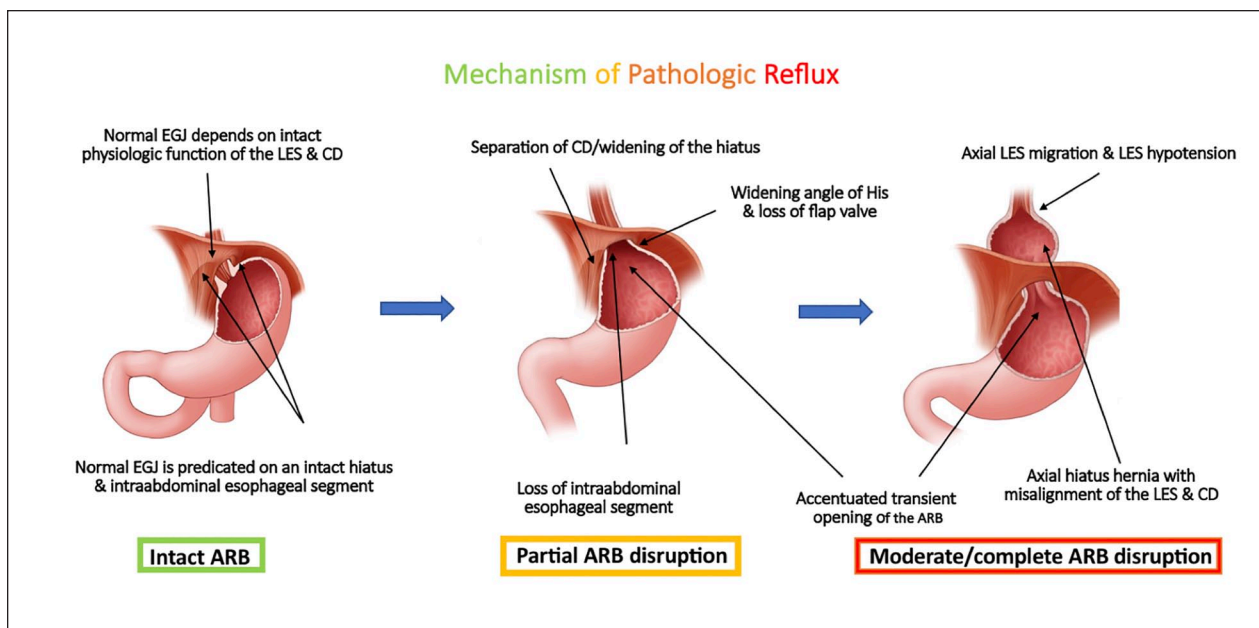 Mechanism of Pathologic Reflux
Normal EGJ depends on intact
physiologic function of the LES & CD
Normal EGJ is predicated on an intact hiatus
& intraabdominal esophageal segment
Intact ARB
Separation of CD/widening of the hiatus
Widening angle of His
& loss of flap valve
Loss of intraabdominal
esophageal segment
Partial ARB disruption
Accentuated transient
opening of the ARB
Axial LES migration & LES hypotension
Axial hiatus hernia with
misalignment of the LES & CD
Moderate/complete ARB disruption